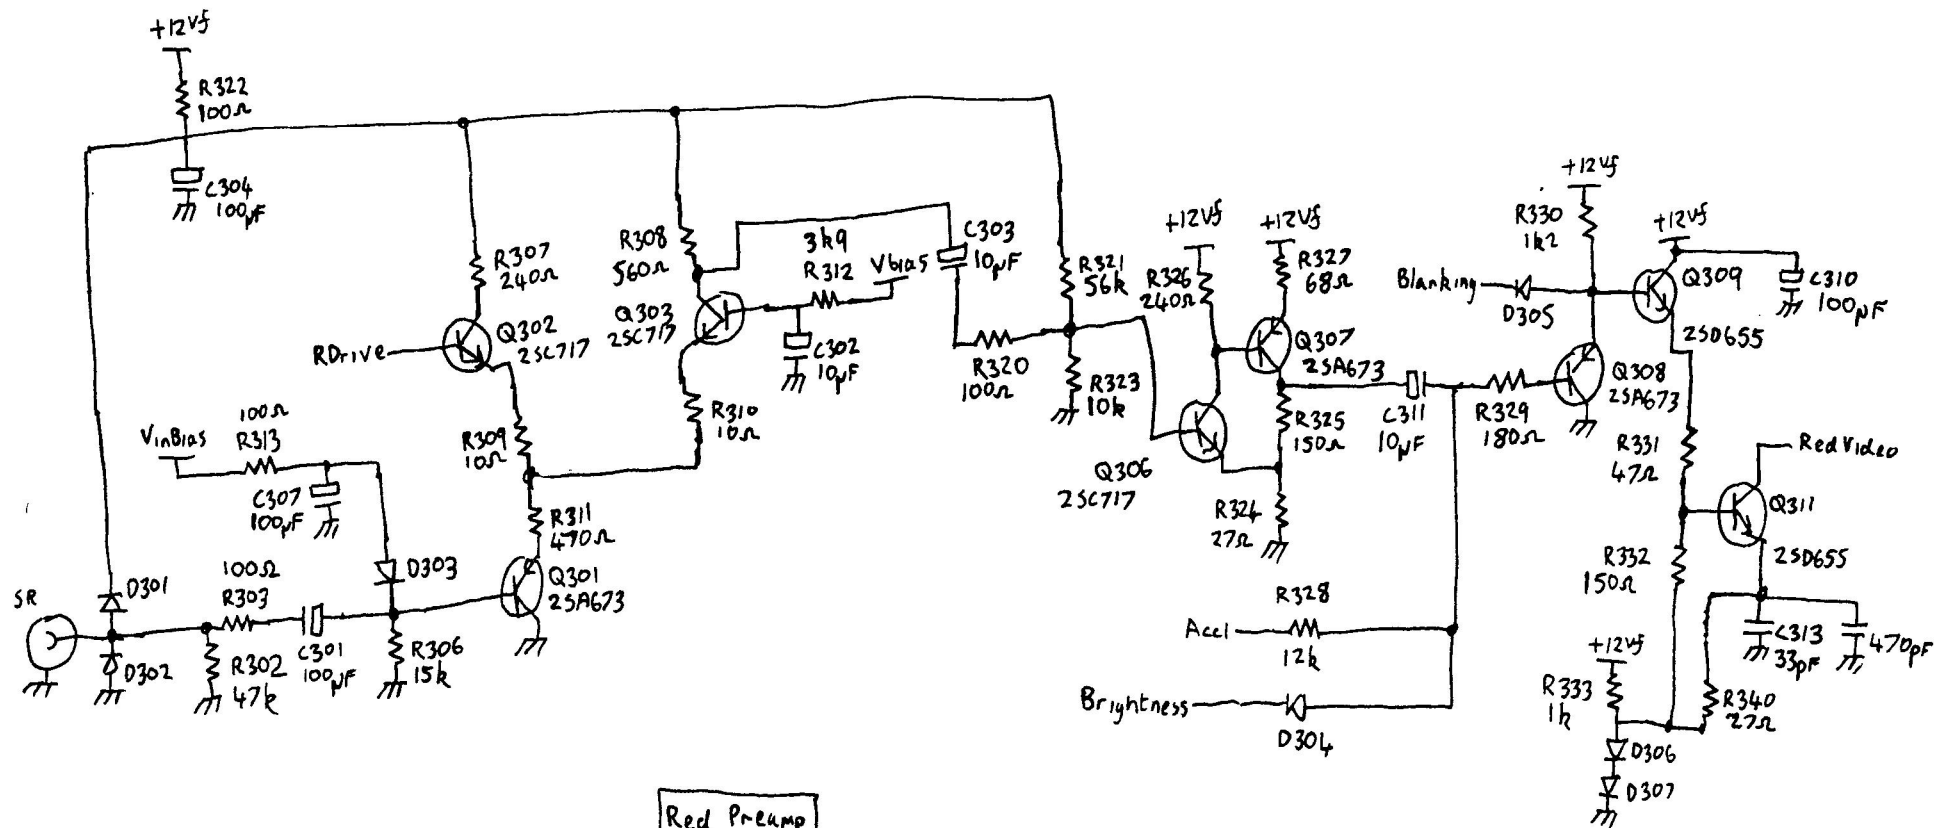 +12Vf
R322
100Ω
C304
100µF
R307
240Ω
Q302
2SC717
RDrive
R308
560Ω
Q303
2SC717
3k9
R312
Vbias
C302
10µF
C303
10µF
R320
100Ω
R321
56k
R323
10k
R309
10Ω
R310
10Ω
R311
470Ω
Q301
2SA673
VinBias
100Ω
R313
C307
100µF
D303
SR
D301
D302
100Ω
R303
R302
47k
C301
100µF
R306
15k
+12Vf
R326
240Ω
+12Vf
R327
68Ω
Q307
2SA673
Q306
2SC717
R325
150Ω
R324
27Ω
C311
10µF
R329
180Ω
R328
Accl
12k
Brightness
D304
+12Vf
R330
1k2
Blanking
D305
Q308
2SA673
+12Vf
Q309
2SD655
C310
100µF
R331
47Ω
Red Video
Q311
2SD655
R332
150Ω
C313
33pF
470pF
+12Vf
R333
1k
R340
27Ω
D306
D307
Red Preamp